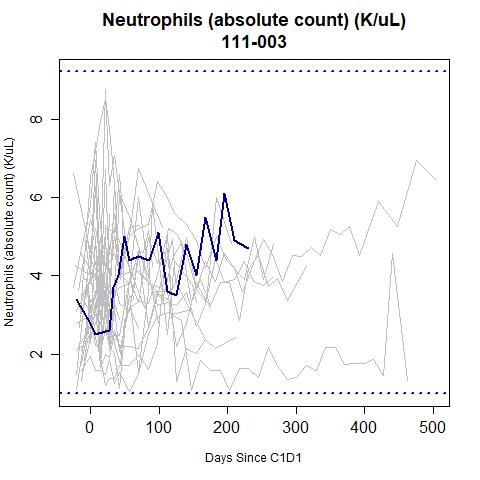 Neutrophils (absolute count) (K/uL)
111-003
Neutrophils (absolute count) (K/uL)
8
6
4
2
0 100 200 300 400 500
Days Since C1D1